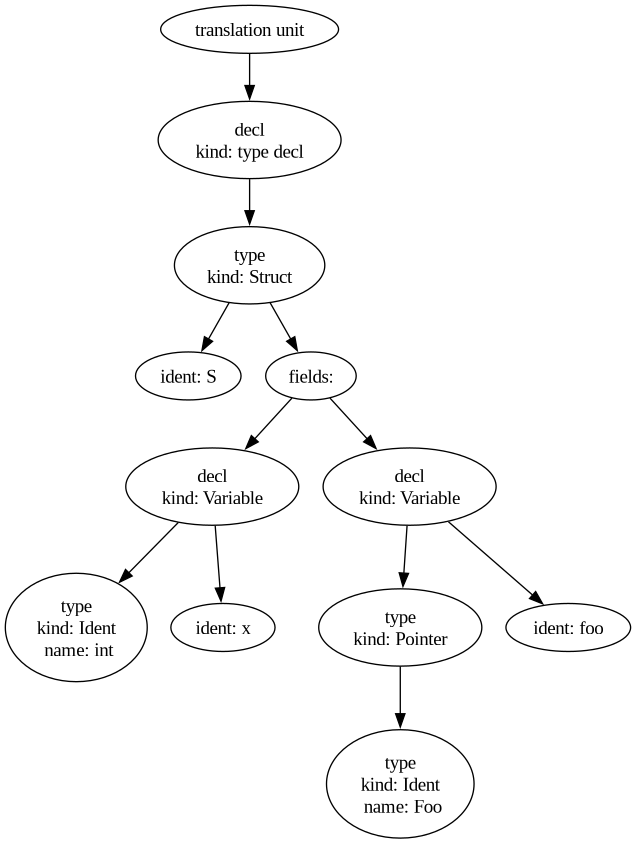 translation unit
decl
kind: type decl
type
kind: Struct
ident: S
fields:
decl
kind: Variable
decl
kind: Variable
type
kind: Ident
name: int
ident: x
type
kind: Pointer
ident: foo
type
kind: Ident
name: Foo